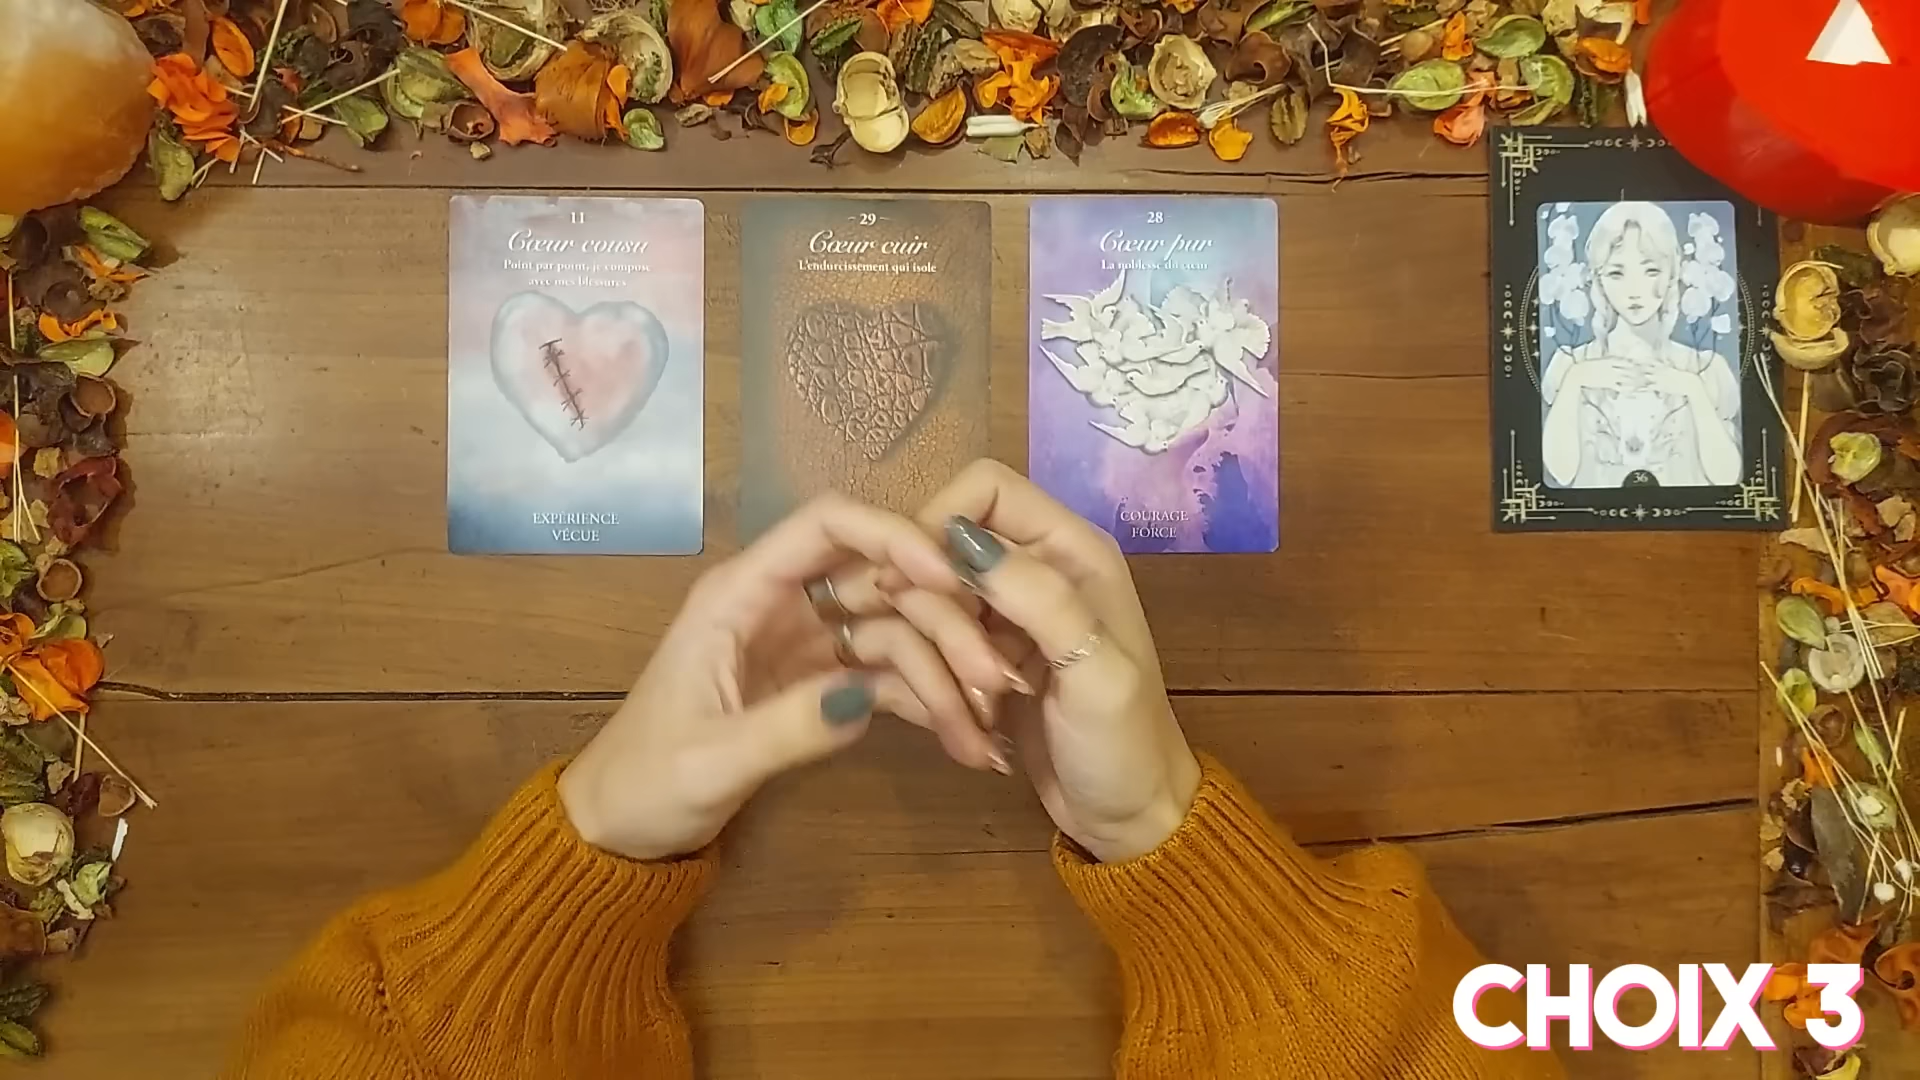 11
Cœur cousu
Point par point, je compose
avec mes blessures
EXPÉRIENCE
VÉCUE
29
Cœur cuir
L'endurcissement qui isole
28
Cœur pur
La noblesse du cœur
COURAGE
FORCE
36
CHOIX 3